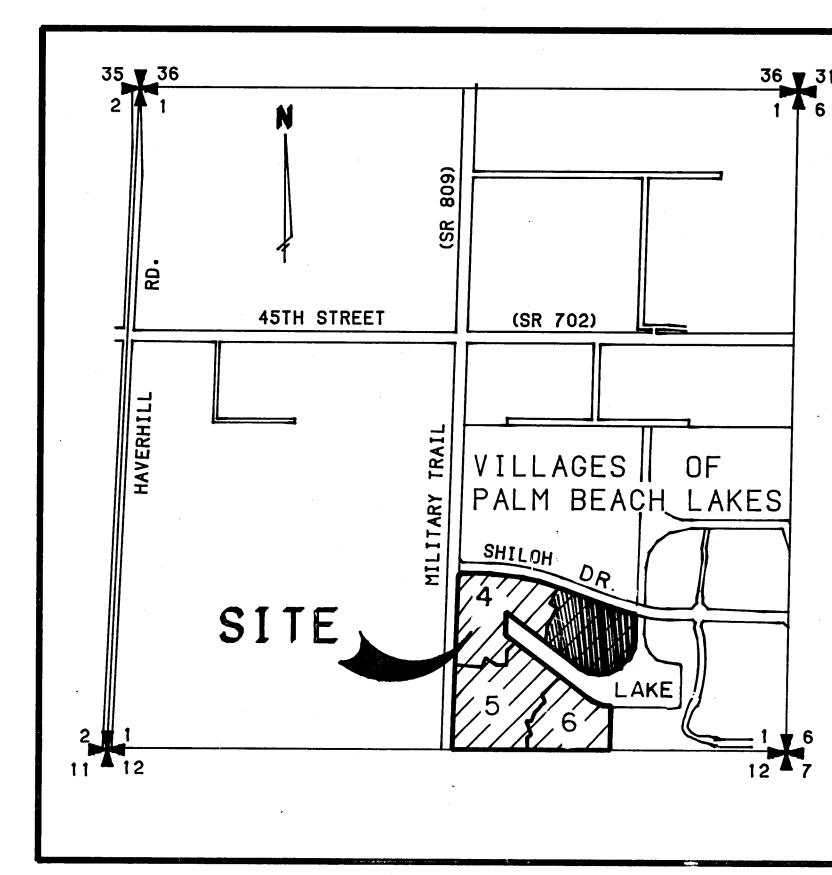 35 36
36 31
2 1
1 6
N
(SR 809)
RD.
45TH STREET
(SR 702)
HAVERHILL
MILITARY TRAIL
VILLAGES OF
PALM BEACH LAKES
SHILOH DR.
4
SITE
LAKE
5
6
2 1
1 6
11 12
12 7